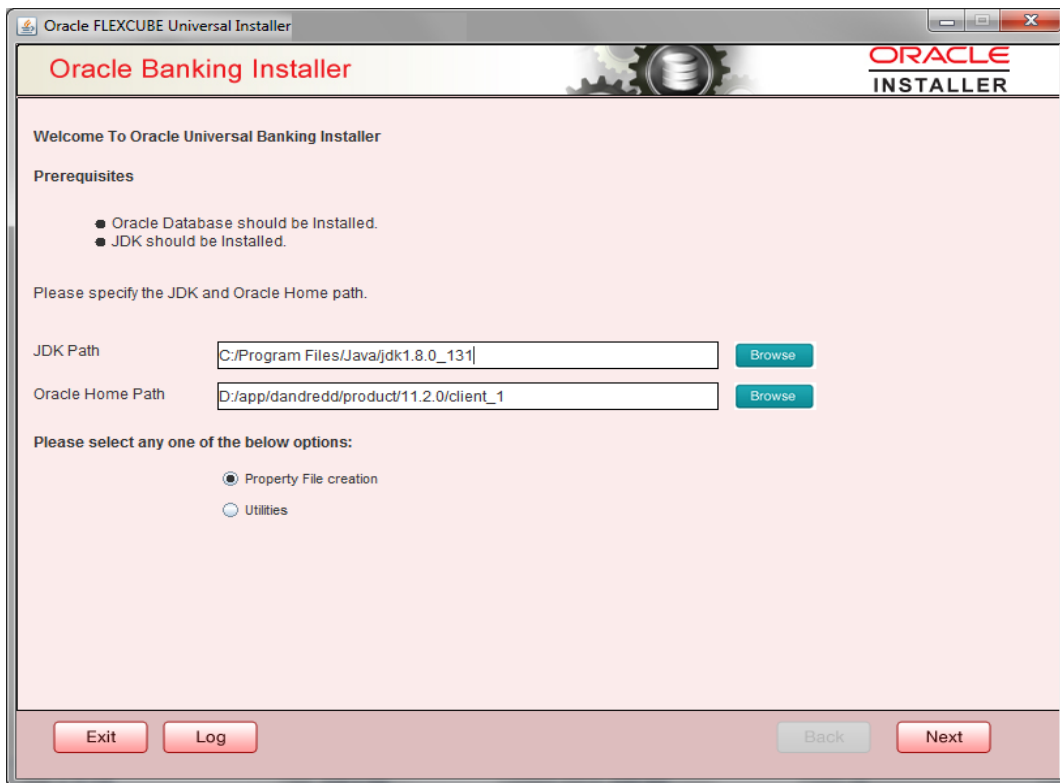 Oracle FLEXCUBE Universal Installer
Oracle Banking Installer
ORACLE
INSTALLER
Welcome To Oracle Universal Banking Installer
Prerequisites
Oracle Database should be Installed.
JDK should be Installed.
Please specify the JDK and Oracle Home path.
JDK Path
C:/Program Files/Java/jdk1.8.0_131
Browse
Oracle Home Path
D:/app/dandredd/product/11.2.0/client_1
Browse
Please select any one of the below options:
Property File creation
Utilities
Exit
Log
Back
Next